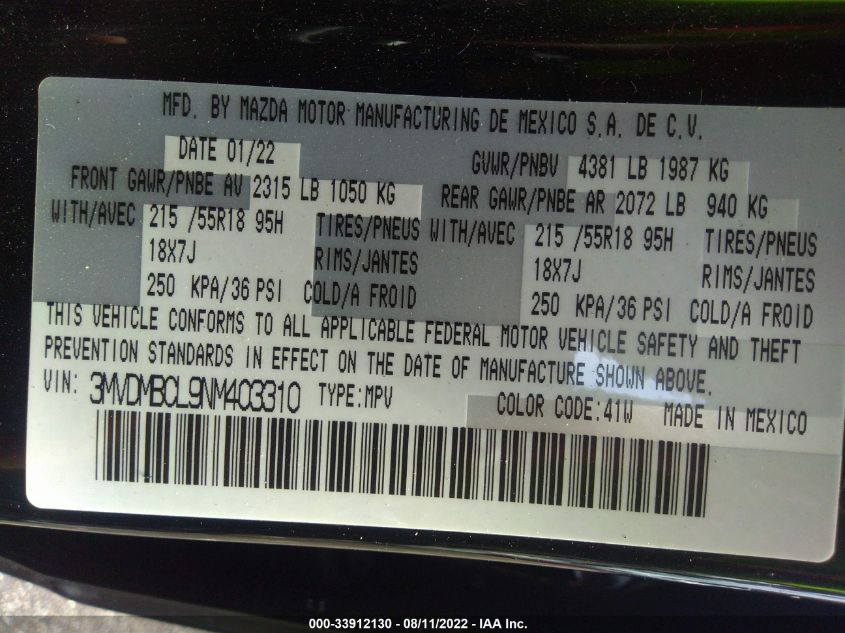 MFD. BY MAZDA MOTOR MANUFACTURING DE MEXICO S.A. DE C.V.
DATE 01/22 GVWR/PNBV 4381 LB 1987 KG
FRONT GAWR/PNBE AV 2315 LB 1050 KG REAR GAWR/PNBE AR 2072 LB 940 KG
WITH/AVEC 215 /55R18 95H TIRES/PNEUS WITH/AVEC 215 /55R18 95H TIRES/PNEUS
18X7J RIMS/JANTES 18X7J RIMS/JANTES
250 KPA/36 PSI COLD/A FROID 250 KPA/36 PSI COLD/A FROID
THIS VEHICLE CONFORMS TO ALL APPLICABLE FEDERAL MOTOR VEHICLE SAFETY AND THEFT
PREVENTION STANDARDS IN EFFECT ON THE DATE OF MANUFACTURE SHOWN ABOVE.
VIN: 3MVDMBCL9NM403310 TYPE:MPV COLOR CODE:41W MADE IN MEXICO
000-33912130 - 08/11/2022 - IAA Inc.